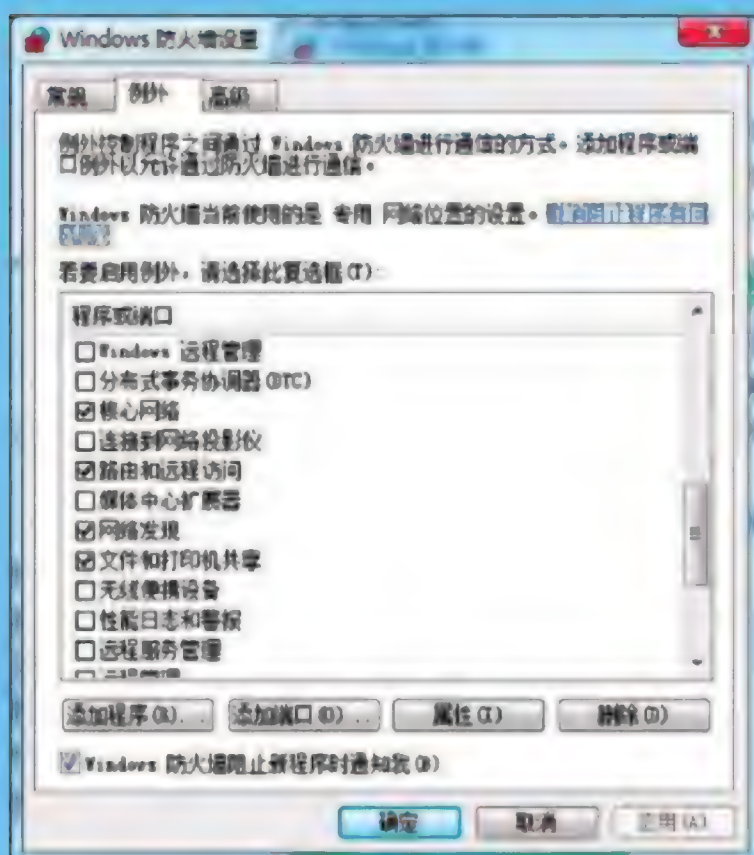 Windows 防火墙设置
常规 例外 高级
例外控制程序之间通过 Windows 防火墙进行通信的方式。添加程序或端
口例外以允许通过防火墙进行通信。
Windows 防火墙当前使用的是 专用 网络位置的设置。
若要启用例外，请选择此复选框(T):
程序或端口
Windows 远程管理
分布式事务协调器(DTC)
核心网络
连接到网络投影仪
路由和远程访问
媒体中心扩展器
网络发现
文件和打印机共享
无线便携设备
性能日志和警报
远程服务管理
远程管理
添加程序(R)... 添加端口(O)... 属性(I) 删除(D)
Windows 防火墙阻止新程序时通知我(B)
确定 取消 应用(A)